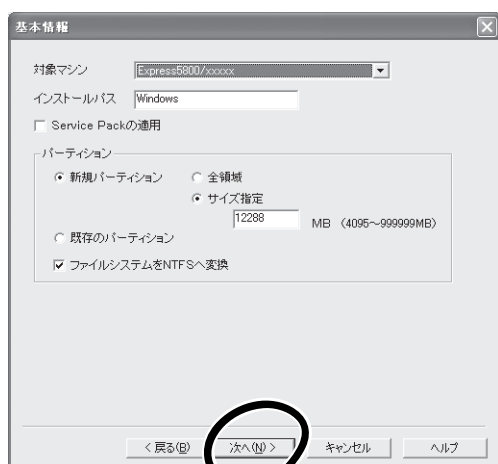 基本情報
対象マシン Express5800/xxxxx
インストールパス Windows
Service Packの適用
パーティション
新規パーティション 全領域
サイズ指定
12288 MB (4095～999999MB)
既存のパーティション
ファイルシステムをNTFSへ変換
< 戻る(B) 次へ(N) > キャンセル ヘルプ